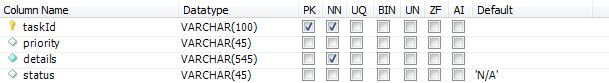 Column Name Datatype PK NN UQ BIN UN ZF AI Default
taskId VARCHAR(100)
priority VARCHAR(45)
details VARCHAR(545)
status VARCHAR(45) 'N/A'